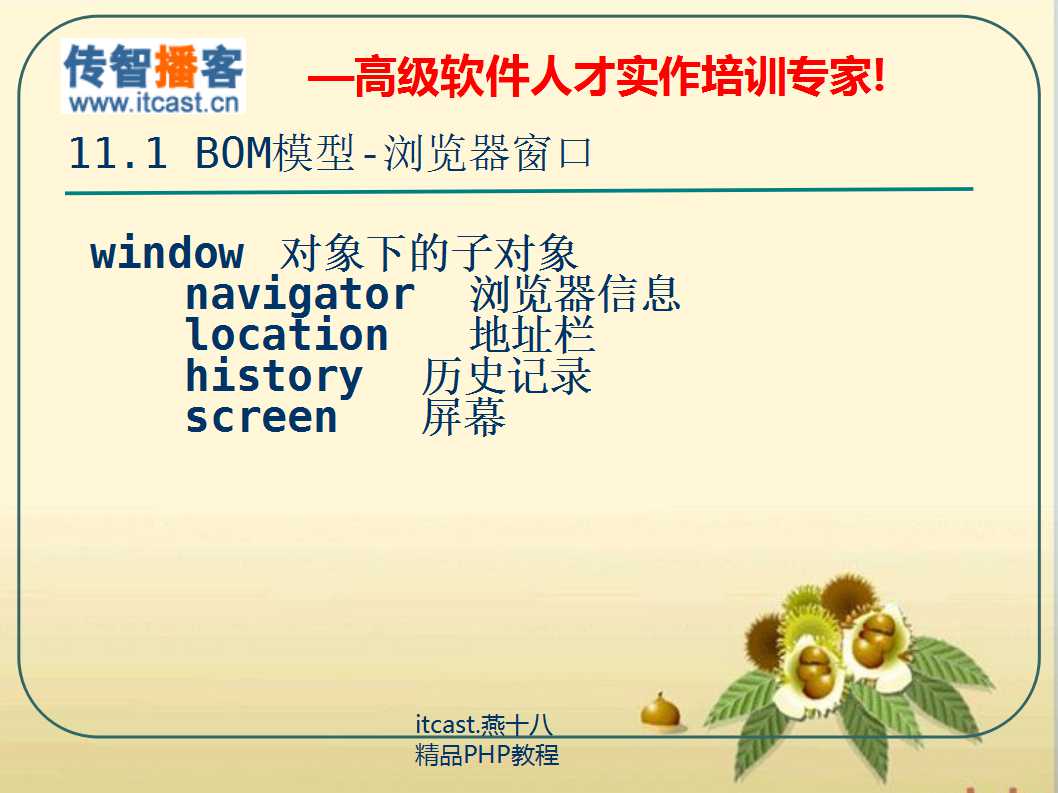 传智播客
www.itcast.cn
—高级软件人才实作培训专家!
11.1 BOM模型-浏览器窗口
window 对象下的子对象
navigator 浏览器信息
location 地址栏
history 历史记录
screen 屏幕
itcast.燕十八
精品PHP教程